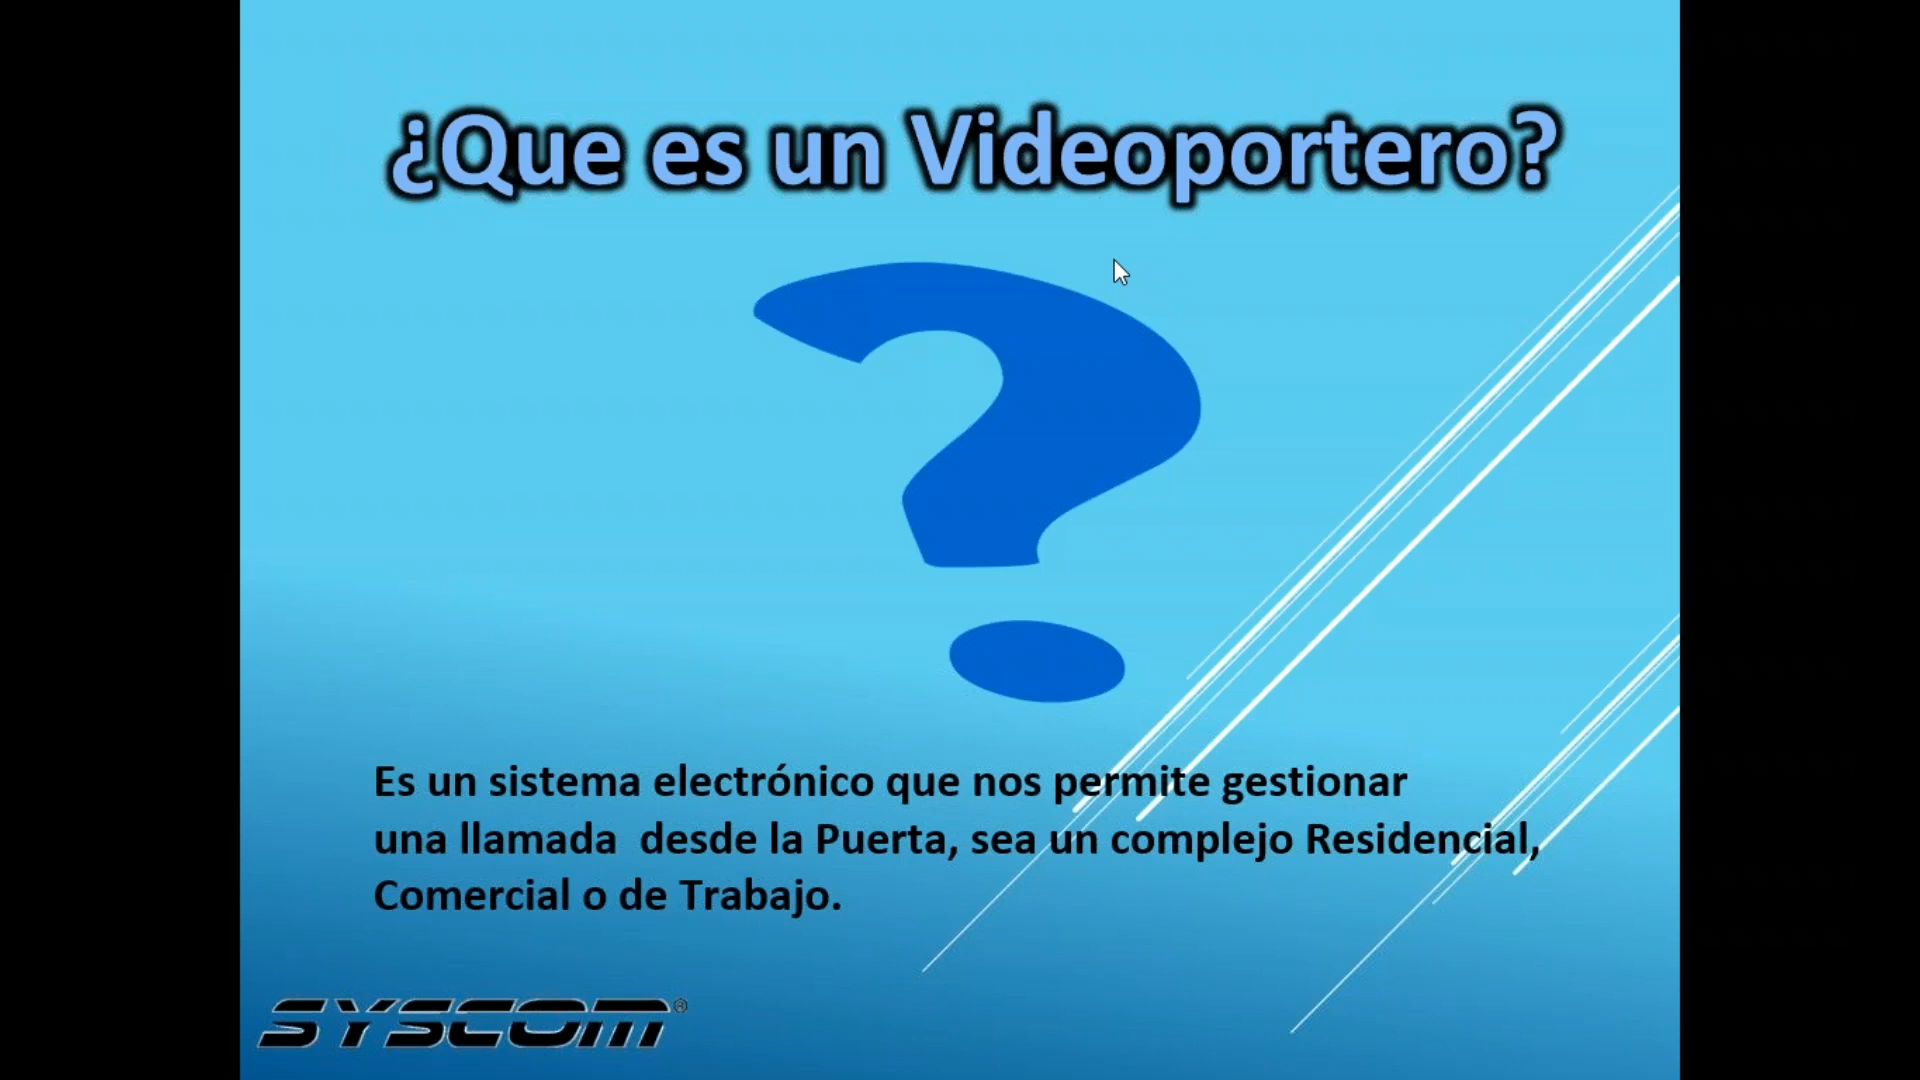 ¿Que es un Videoportero?
?
Es un sistema electrónico que nos permite gestionar
una llamada desde la Puerta, sea un complejo Residencial,
Comercial o de Trabajo.
SYSCOM®